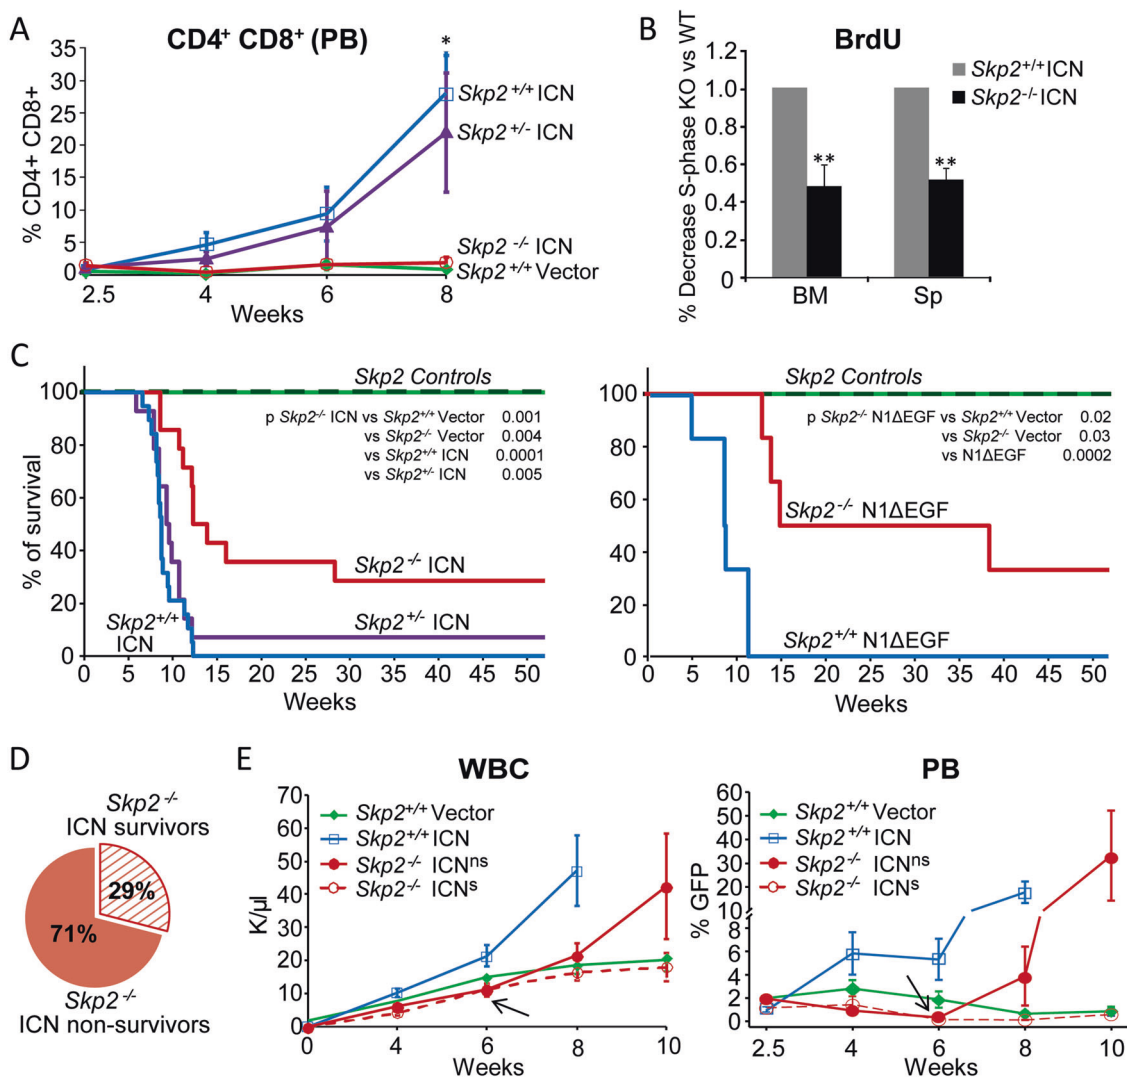 A
CD4⁺ CD8⁺ (PB)
% CD4+ CD8+
35
30
25
20
15
10
5
0
*
Skp2⁺/⁺ ICN
Skp2⁺/⁻ ICN
Skp2⁻/⁻ ICN
Skp2⁺/⁺ Vector
2.5 4 6 8
Weeks
B
BrdU
% Decrease S-phase KO vs WT
1.2
1.0
0.8
0.6
0.4
0.2
0
Skp2⁺/⁺ ICN
Skp2⁻/⁻ ICN
** **
BM Sp
C
% of survival
100
80
60
40
20
0
Skp2 Controls
p Skp2⁻/⁻ ICN vs Skp2⁺/⁺ Vector 0.001
vs Skp2⁻/⁻ Vector 0.004
vs Skp2⁺/⁺ ICN 0.0001
vs Skp2⁺/⁻ ICN 0.005
Skp2⁻/⁻ ICN
Skp2⁺/⁺
ICN
Skp2⁺/⁻ ICN
0 5 10 15 20 25 30 35 40 45 50
Weeks
100
80
60
40
20
0
Skp2 Controls
p Skp2⁻/⁻ N1ΔEGF vs Skp2⁺/⁺ Vector 0.02
vs Skp2⁻/⁻ Vector 0.03
vs N1ΔEGF 0.0002
Skp2⁻/⁻ N1ΔEGF
Skp2⁺/⁺ N1ΔEGF
0 5 10 15 20 25 30 35 40 45 50
Weeks
D
Skp2⁻/⁻
ICN survivors
29%
71%
Skp2⁻/⁻
ICN non-survivors
E
WBC
K/µl
70
60
50
40
30
20
10
0
Skp2⁺/⁺ Vector
Skp2⁺/⁺ ICN
Skp2⁻/⁻ ICNⁿˢ
Skp2⁻/⁻ ICNˢ
0 4 6 8 10
Weeks
PB
% GFP
60
50
40
30
20
10
8
6
4
2
0
Skp2⁺/⁺ Vector
Skp2⁺/⁺ ICN
Skp2⁻/⁻ ICNⁿˢ
Skp2⁻/⁻ ICNˢ
2.5 4 6 8 10
Weeks